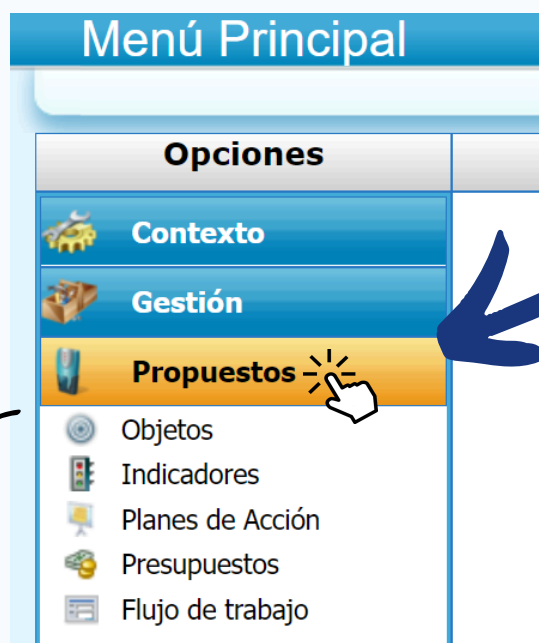 Menú Principal
Opciones
Contexto
Gestión
Propuestos
Objetos
Indicadores
Planes de Acción
Presupuestos
Flujo de trabajo